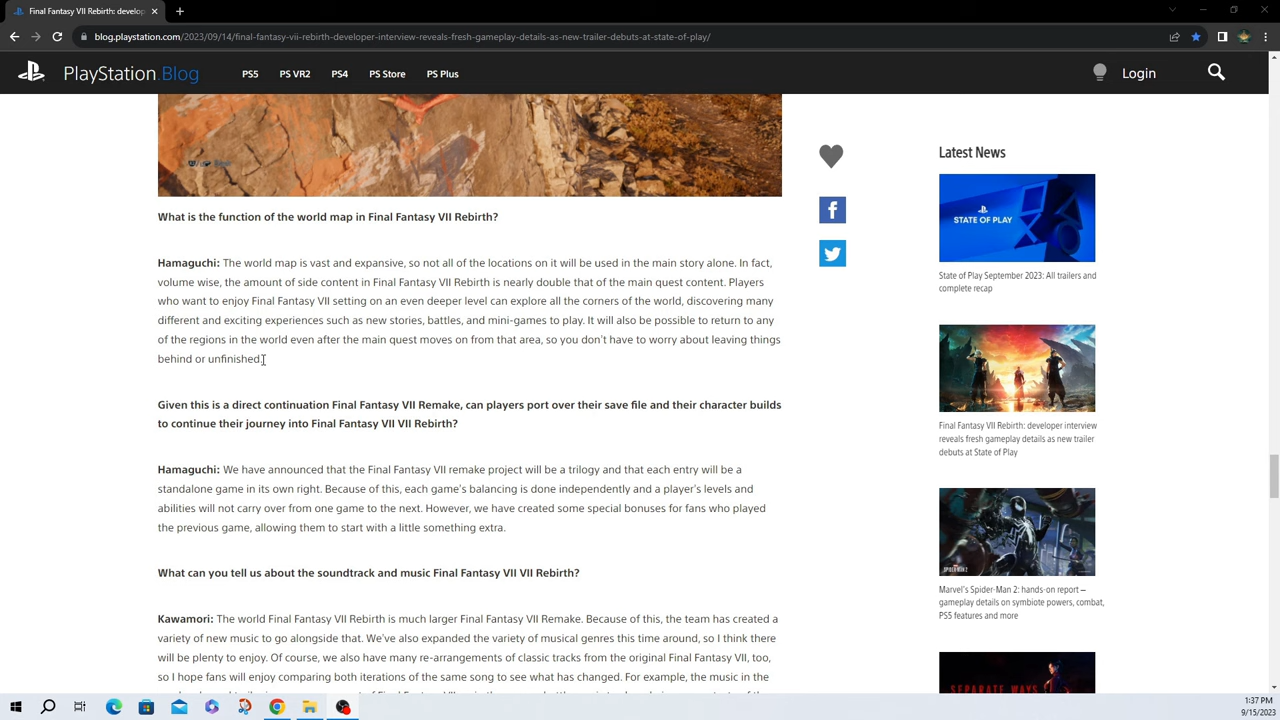 Final Fantasy VII Rebirth: develop
blog.playstation.com/2023/09/14/final-fantasy-vii-rebirth-developer-interview-reveals-fresh-gameplay-details-as-new-trailer-debuts-at-state-of-play/
PlayStation.Blog
PS5
PS VR2
PS4
PS Store
PS Plus
Login
What is the function of the world map in Final Fantasy VII Rebirth?
Hamaguchi: The world map is vast and expansive, so not all of the locations on it will be used in the main story alone. In fact,
volume wise, the amount of side content in Final Fantasy VII Rebirth is nearly double that of the main quest content. Players
who want to enjoy Final Fantasy VII setting on an even deeper level can explore all the corners of the world, discovering many
different and exciting experiences such as new stories, battles, and mini-games to play. It will also be possible to return to any
of the regions in the world even after the main quest moves on from that area, so you don't have to worry about leaving things
behind or unfinished.
Given this is a direct continuation Final Fantasy VII Remake, can players port over their save file and their character builds
to continue their journey into Final Fantasy VII VII Rebirth?
Hamaguchi: We have announced that the Final Fantasy VII remake project will be a trilogy and that each entry will be a
standalone game in its own right. Because of this, each game's balancing is done independently and a player's levels and
abilities will not carry over from one game to the next. However, we have created some special bonuses for fans who played
the previous game, allowing them to start with a little something extra.
What can you tell us about the soundtrack and music Final Fantasy VII VII Rebirth?
Kawamori: The world Final Fantasy VII Rebirth is much larger Final Fantasy VII Remake. Because of this, the team has created a
variety of new music to go alongside that. We've also expanded the variety of musical genres this time around, so I think there
will be plenty to enjoy. Of course, we also have many re-arrangements of classic tracks from the original Final Fantasy VII, too,
so I hope fans will enjoy comparing both iterations of the same song to see what has changed. For example, the music in the
Latest News
STATE OF PLAY
State of Play September 2023: All trailers and
complete recap
Final Fantasy VII Rebirth: developer interview
reveals fresh gameplay details as new trailer
debuts at State of Play
SPIDER-MAN 2
Marvel's Spider-Man 2: hands-on report –
gameplay details on symbiote powers, combat,
PS5 features and more
SEPARATE WAYS
1:37 PM
9/15/2023